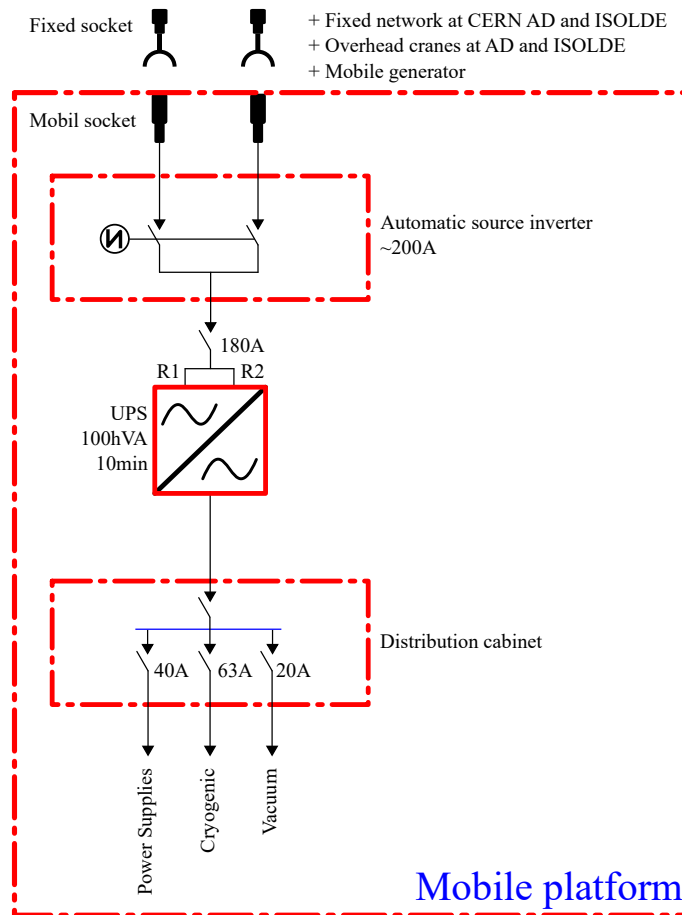 Fixed socket
+ Fixed network at CERN AD and ISOLDE
+ Overhead cranes at AD and ISOLDE
+ Mobile generator
Mobil socket
Automatic source inverter
~200A
180A
R1 R2
UPS
100hVA
10min
Distribution cabinet
40A 63A 20A
Power Supplies
Cryogenic
Vacuum
Mobile platform